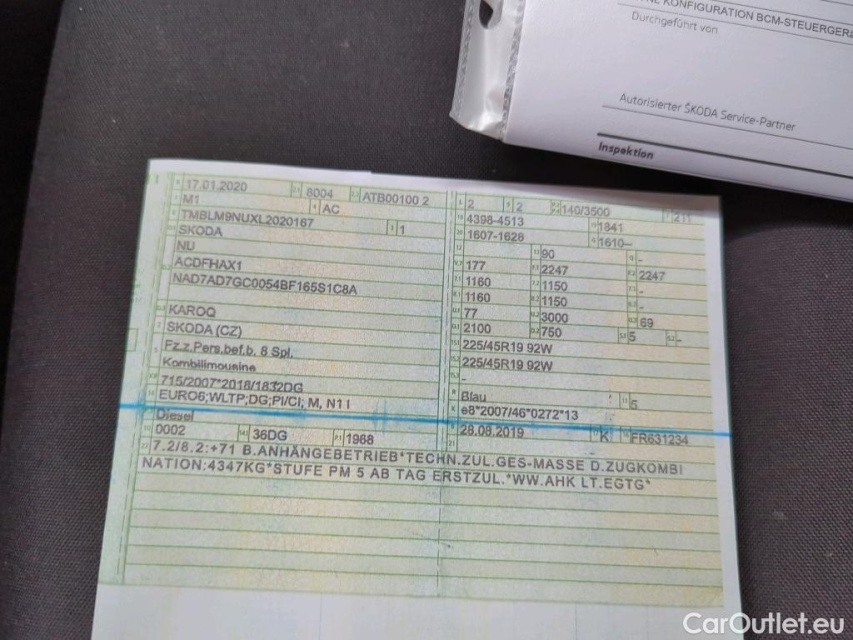 NE KONFIGURATION BCM-STEUERGERÄ
Durchgeführt von
Autorisierter ŠKODA Service-Partner
Inspektion
17.01.2020 8004 ATB00100 2
M1 AC
TMBLM9NUXL2020167 1
SKODA
NU
ACDFHAX1
NAD7AD7GC0054BF165S1C8A
KAROQ
SKODA (CZ)
Fz.z.Pers.bef.b. 8 Spl.
Kombilimousine
715/2007*2018/1832DG
EURO6;WLTP;DG;PI/CI; M, N1 I
Diesel
0002 36DG 1968
2 2 140/3500 211
4398-4513 1841
1607-1628 1610–
90 -
177 2247 2247
1160 1150 -
1160 1150 -
77 3000 69
2100 750 5 -
225/45R19 92W
225/45R19 92W
-
Blau 5
e8*2007/46*0272*13
28.08.2019 K FR631234
7.2/8.2:+71 B.ANHÄNGEBETRIEB*TECHN.ZUL.GES-MASSE D.ZUGKOMBI
NATION:4347KG*STUFE PM 5 AB TAG ERSTZUL.*WW.AHK LT.EGTG*
CarOutlet.eu